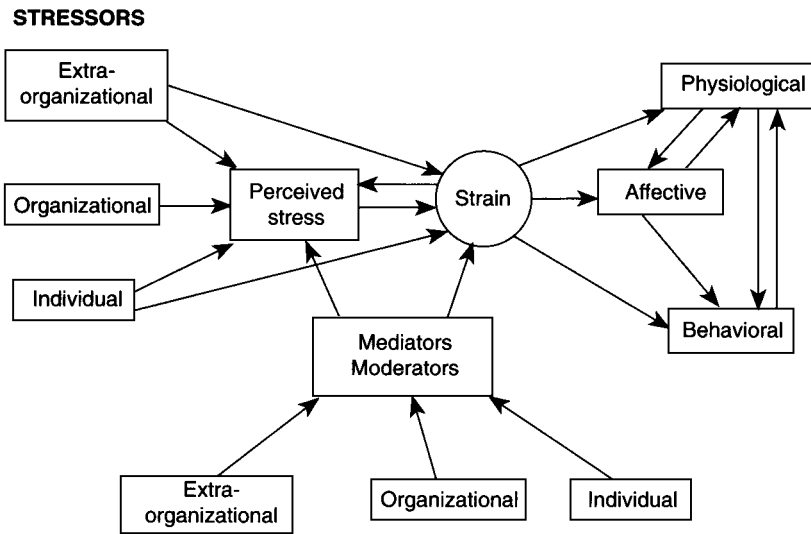 STRESSORS
Extra-
organizational
Organizational
Individual
Perceived
stress
Strain
Physiological
Affective
Behavioral
Mediators
Moderators
Extra-
organizational
Organizational
Individual